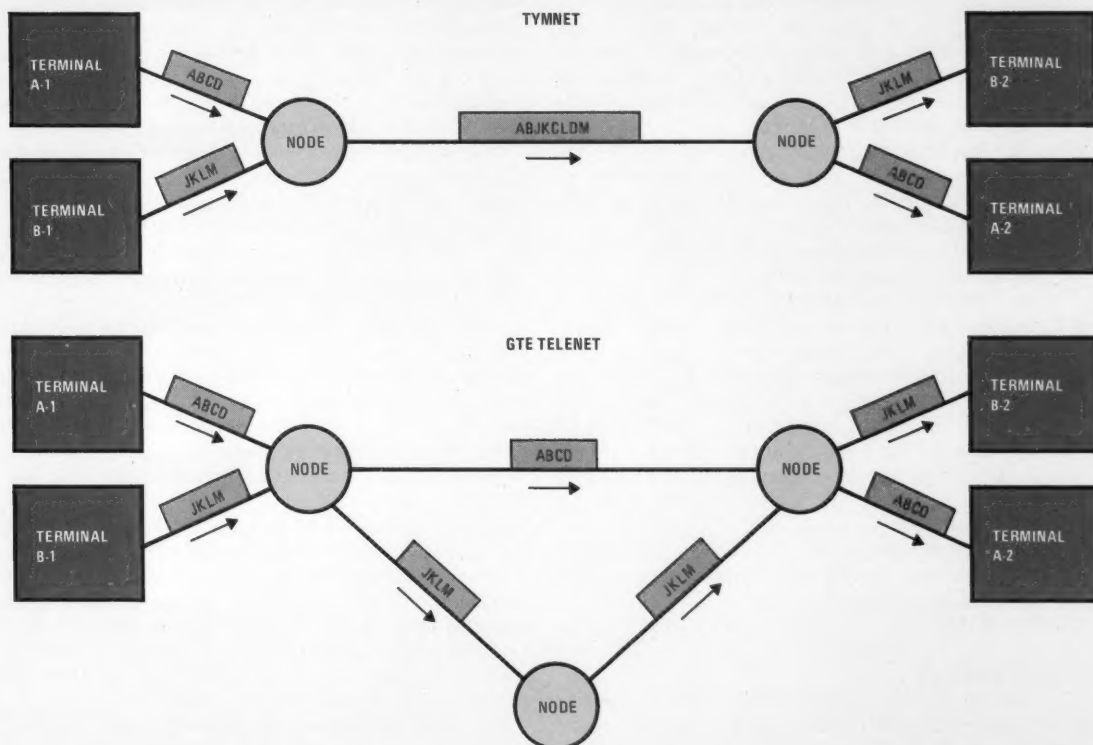 TYMNET
TERMINAL
A-1
ABCD
NODE
TERMINAL
B-1
JKLM
ABJKCLDM
NODE
JKLM
TERMINAL
B-2
ABCD
TERMINAL
A-2
GTE TELENET
TERMINAL
A-1
ABCD
NODE
TERMINAL
B-1
JKLM
ABCD
NODE
JKLM
TERMINAL
B-2
ABCD
TERMINAL
A-2
JKLM
JKLM
NODE